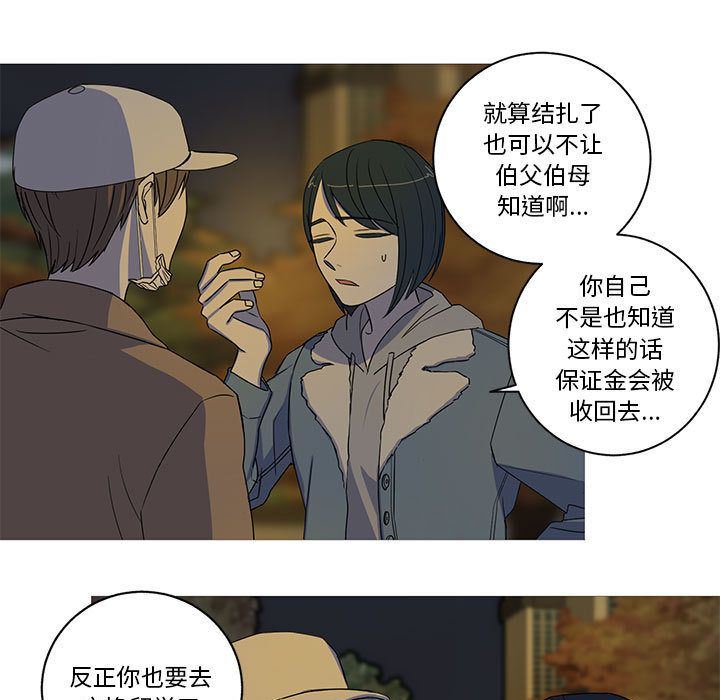 就算结扎了
也可以不让
伯父伯母
知道啊...
你自己
不是也知道
这样的话
保证金会被
收回去...
反正你也要去